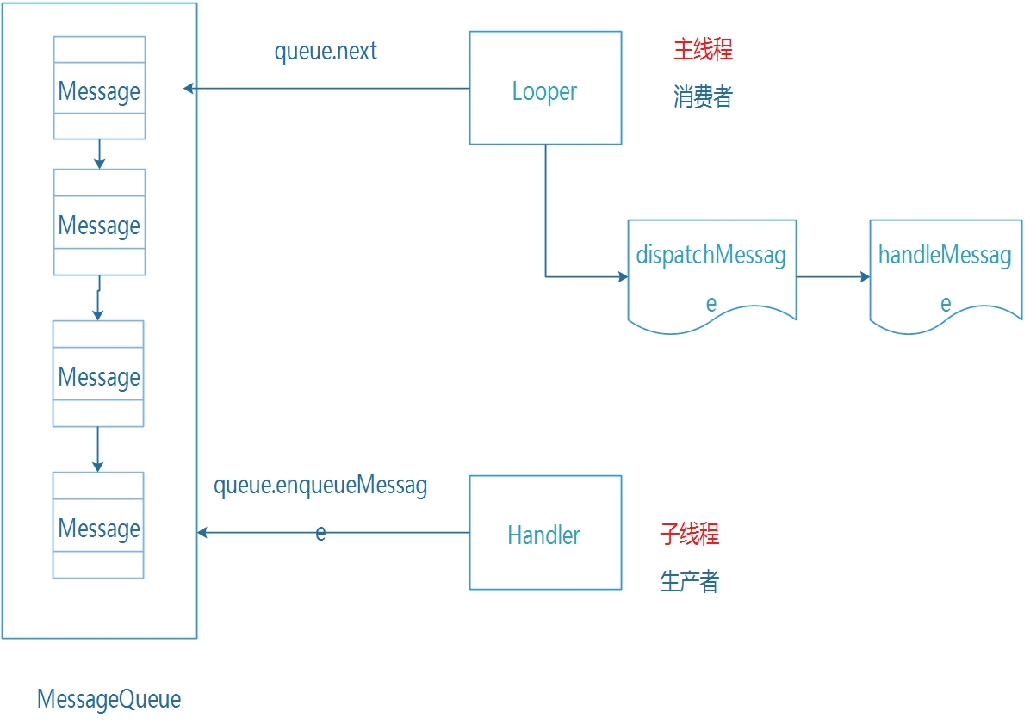 queue.next
Looper
主线程
消费者
Message
Message
Message
Message
dispatchMessag
e
handleMessag
e
queue.enqueueMessag
e
Handler
子线程
生产者
MessageQueue